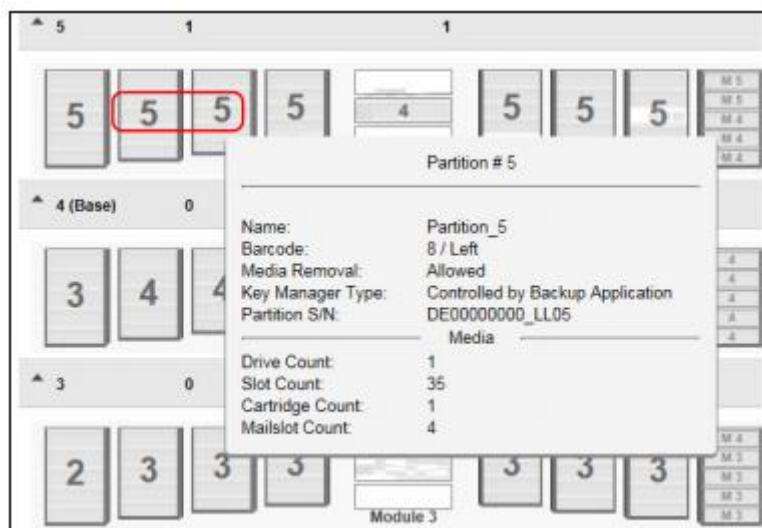 5 1 1
5 5 5 5 4 5 5 5 M 5
M 5
M 4
M 4
M 4
Partition # 5
4 (Base) 0
Name: Partition_5
Barcode: 8 / Left
Media Removal: Allowed
Key Manager Type: Controlled by Backup Application
Partition S/N: DE00000000_LL05
Media
Drive Count: 1
Slot Count: 35
Cartridge Count: 1
Mailslot Count: 4
3 4 4 4
4
4
4
4
3 0
2 3 3 3 3 3 3 M 4
M 3
M 3
M 3
M 3
Module 3